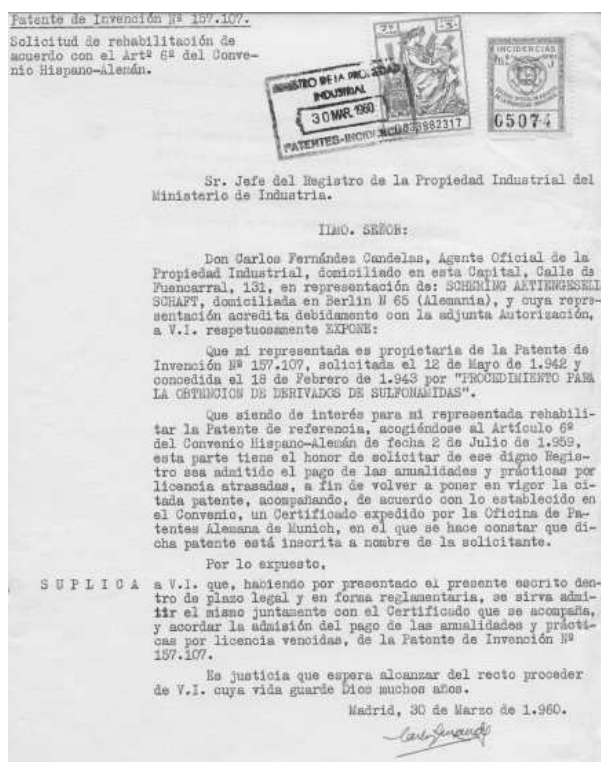 Patente de Invención Nº 157.107.
Solicitud de rehabilitación de
acuerdo con el Artº 6º del Conve-
nio Hispano-Alemán.
REGISTRO DE LA PROPIEDAD
INDUSTRIAL
30 MAR. 1960
PATENTES-INCIDENCIAS
INCIDENCIAS
05074
Sr. Jefe del Registro de la Propiedad Industrial del
Ministerio de Industria.
ILMO. SEÑOR:
Don Carlos Fernández Candelas, Agente Oficial de la
Propiedad Industrial, domiciliado en esta Capital, Calle de
Fuencarral, 131, en representación de: SCHERING AKTIENGESELL
SCHAFT, domiciliada en Berlin N 65 (Alemania), y cuya repre-
sentación acredita debidamente con la adjunta Autorización,
a V.I. respetuosamente EXPONE:
Que mi representada es propietaria de la Patente de
Invención Nº 157.107, solicitada el 12 de Mayo de 1.942 y
concedida el 18 de Febrero de 1.943 por "PROCEDIMIENTO PARA
LA OBTENCION DE DERIVADOS DE SULFONAMIDAS".
Que siendo de interés para mi representada rehabili-
tar la Patente de referencia, acogiéndose al Artículo 6º
del Convenio Hispano-Alemán de fecha 2 de Julio de 1.959,
esta parte tiene el honor de solicitar de ese digno Regis-
tro sea admitido el pago de las anualidades y prácticas por
licencia atrasadas, a fin de volver a poner en vigor la ci-
tada patente, acompañando, de acuerdo con lo establecido en
el Convenio, un Certificado expedido por la Oficina de Pa-
tentes Alemana de Munich, en el que se hace constar que di-
cha patente está inscrita a nombre de la solicitante.
Por lo expuesto,
SUPLICA a V.I. que, habiendo por presentado el presente escrito den-
tro de plazo legal y en forma reglamentaria, se sirva admi-
tir el mismo juntamente con el Certificado que se acompaña,
y acordar la admisión del pago de las anualidades y prácti-
cas por licencia vencidas, de la Patente de Invención Nº
157.107.
Es justicia que espera alcanzar del recto proceder
de V.I. cuya vida guarde Dios muchos años.
Madrid, 30 de Marzo de 1.960.